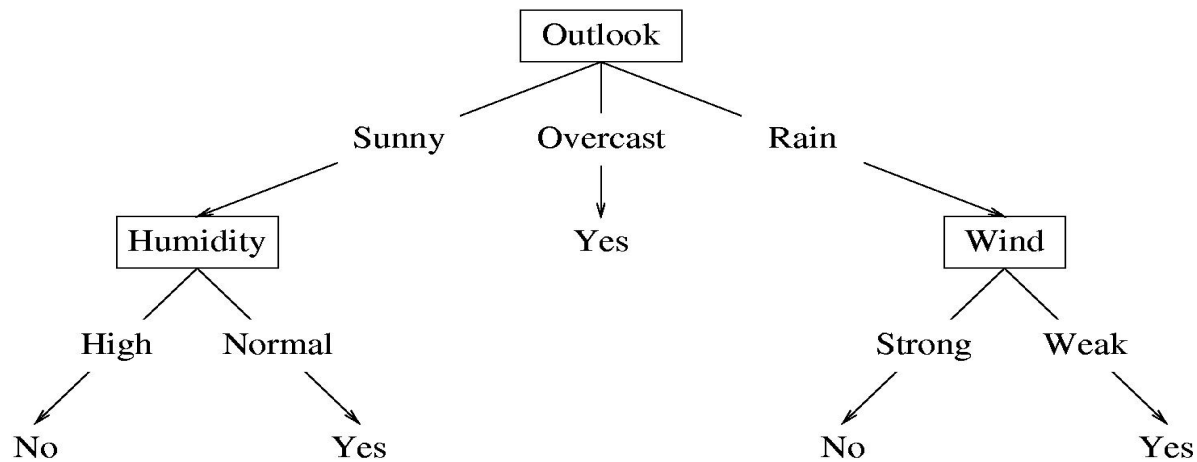 Outlook
Sunny Overcast Rain
Humidity Yes Wind
High Normal Strong Weak
No Yes No Yes